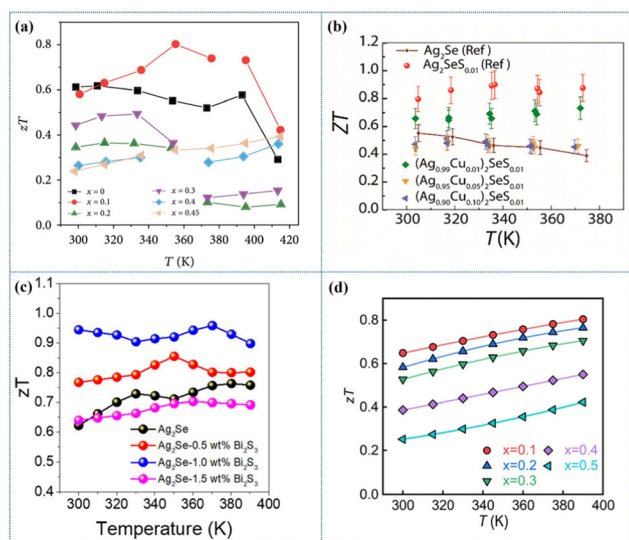 (a)
zT
0.8
0.6
0.4
0.2
0.0
x = 0
x = 0.1
x = 0.2
x = 0.3
x = 0.4
x = 0.45
300 320 340 360 380 400 420
T (K)
(b)
ZT
1.2
1.0
0.8
0.6
0.4
0.2
0.0
Ag₂Se (Ref)
Ag₂SeS₀.₀₁ (Ref)
(Ag₀.₉₉Cu₀.₀₁)₂SeS₀.₀₁
(Ag₀.₉₅Cu₀.₀₅)₂SeS₀.₀₁
(Ag₀.₉₀Cu₀.₁₀)₂SeS₀.₀₁
300 320 340 360 380
T(K)
(c)
zT
1.1
1.0
0.9
0.8
0.7
0.6
0.5
0.4
Ag₂Se
Ag₂Se-0.5 wt% Bi₂S₃
Ag₂Se-1.0 wt% Bi₂S₃
Ag₂Se-1.5 wt% Bi₂S₃
300 320 340 360 380 400
Temperature (K)
(d)
zT
0.8
0.6
0.4
0.2
0.0
x=0.1
x=0.2
x=0.3
x=0.4
x=0.5
300 320 340 360 380 400
T (K)